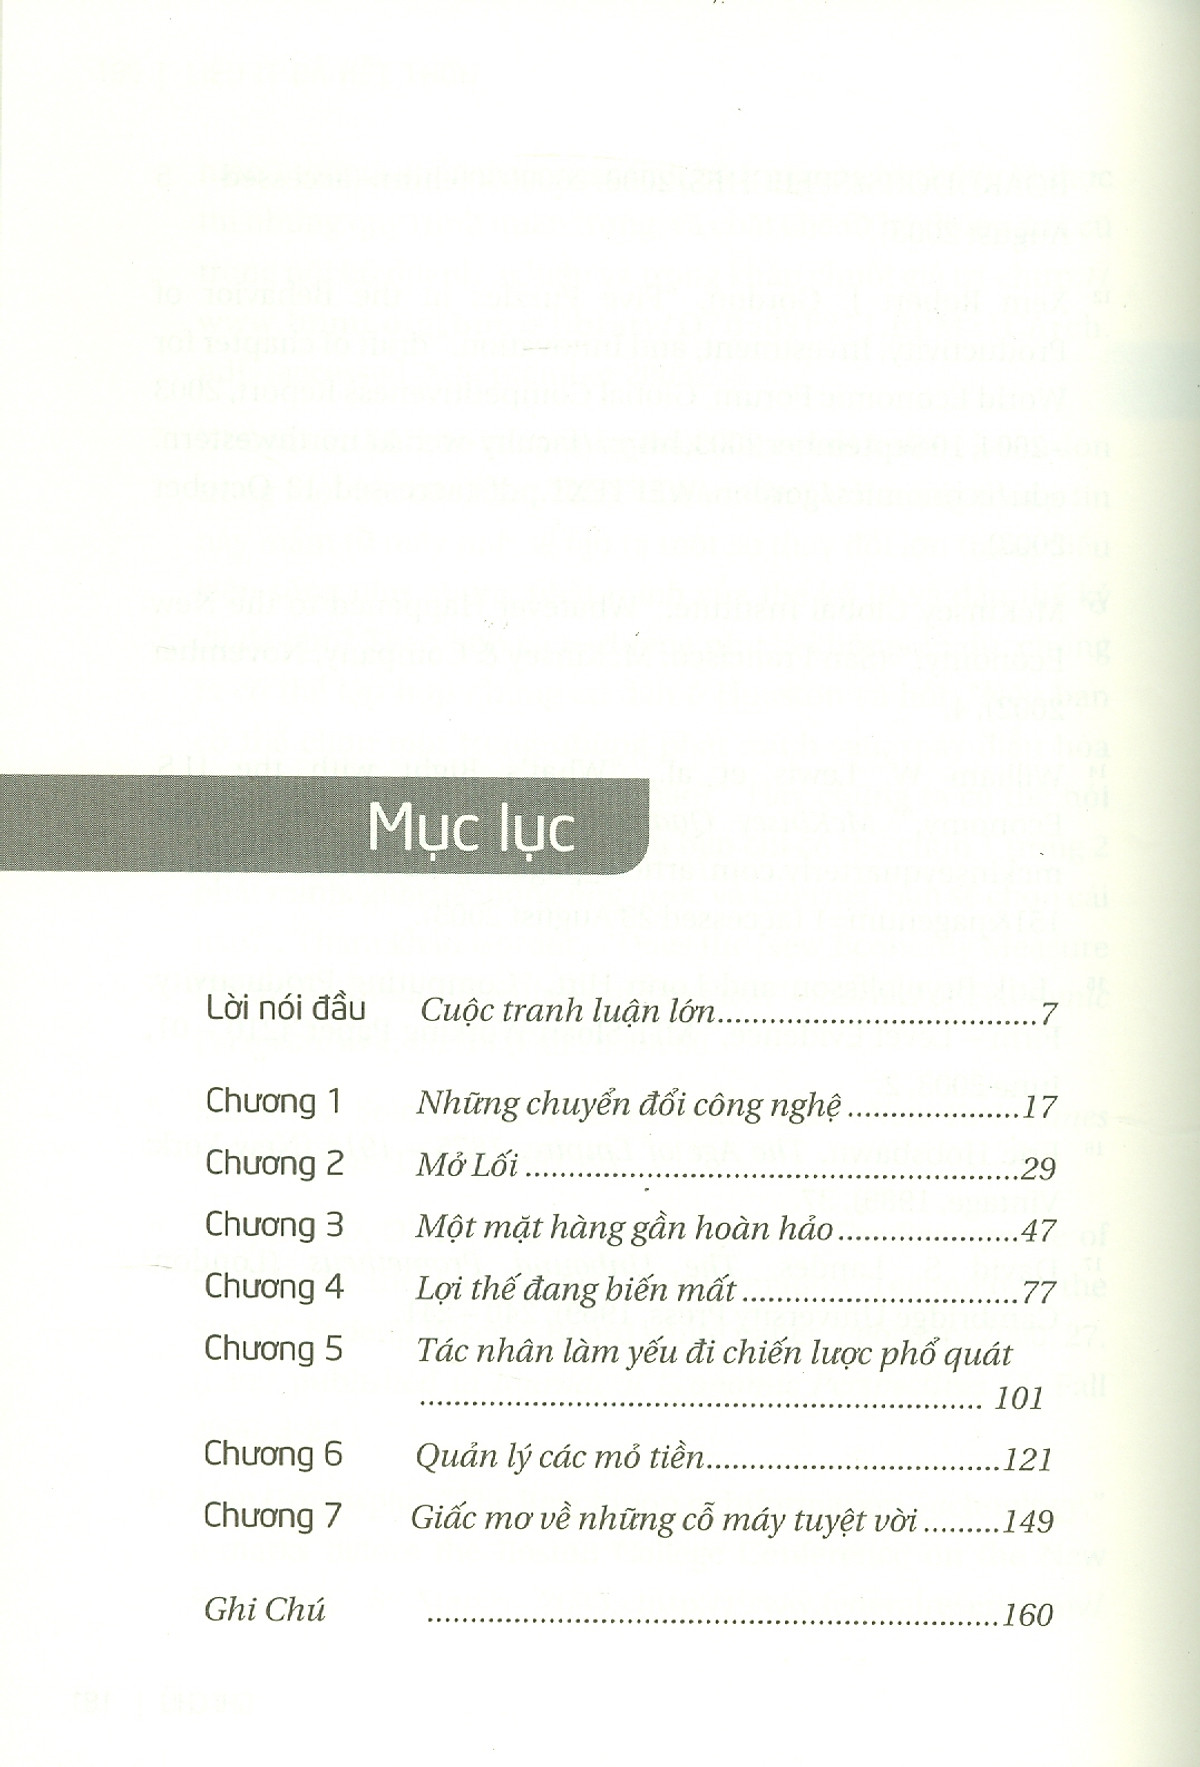 Mục lục
Lời nói đầu Cuộc tranh luận lớn.....................................7
Chương 1 Những chuyển đổi công nghệ....................17
Chương 2 Mở Lối.........................................................29
Chương 3 Một mặt hàng gần hoàn hảo.....................47
Chương 4 Lợi thế đang biến mất................................77
Chương 5 Tác nhân làm yếu đi chiến lược phổ quát
................................................................. 101
Chương 6 Quản lý các mỏ tiền..................................121
Chương 7 Giấc mơ về những cỗ máy tuyệt vời.........149
Ghi Chú ..................................................................160